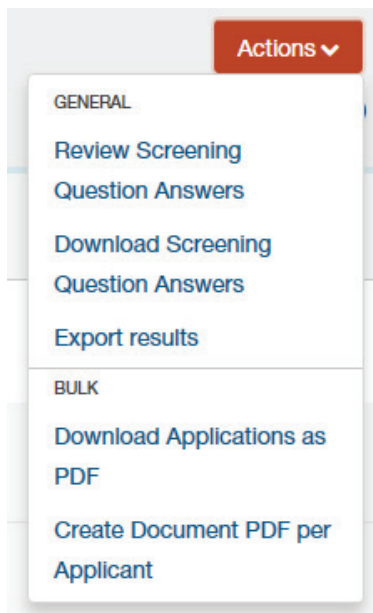 Actions
GENERAL
Review Screening
Question Answers
Download Screening
Question Answers
Export results
BULK
Download Applications as
PDF
Create Document PDF per
Applicant